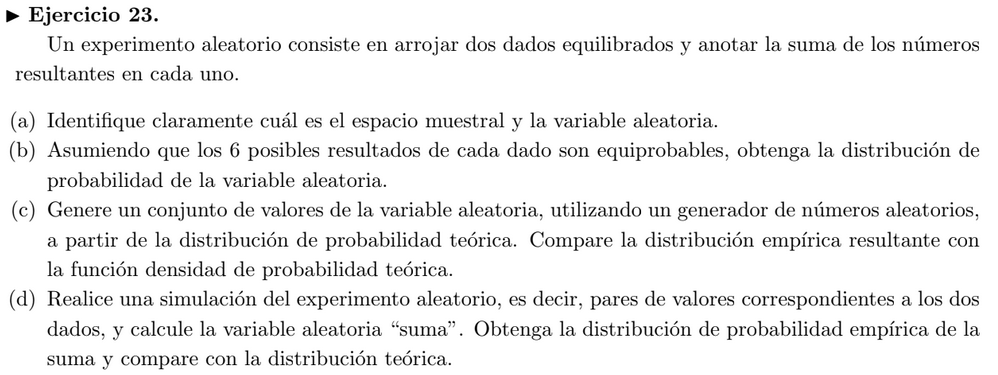 ► Ejercicio 23.
Un experimento aleatorio consiste en arrojar dos dados equilibrados y anotar la suma de los números
resultantes en cada uno.
(a) Identifique claramente cuál es el espacio muestral y la variable aleatoria.
(b) Asumiendo que los 6 posibles resultados de cada dado son equiprobables, obtenga la distribución de
probabilidad de la variable aleatoria.
(c) Genere un conjunto de valores de la variable aleatoria, utilizando un generador de números aleatorios,
a partir de la distribución de probabilidad teórica. Compare la distribución empírica resultante con
la función densidad de probabilidad teórica.
(d) Realice una simulación del experimento aleatorio, es decir, pares de valores correspondientes a los dos
dados, y calcule la variable aleatoria “suma”. Obtenga la distribución de probabilidad empírica de la
suma y compare con la distribución teórica.